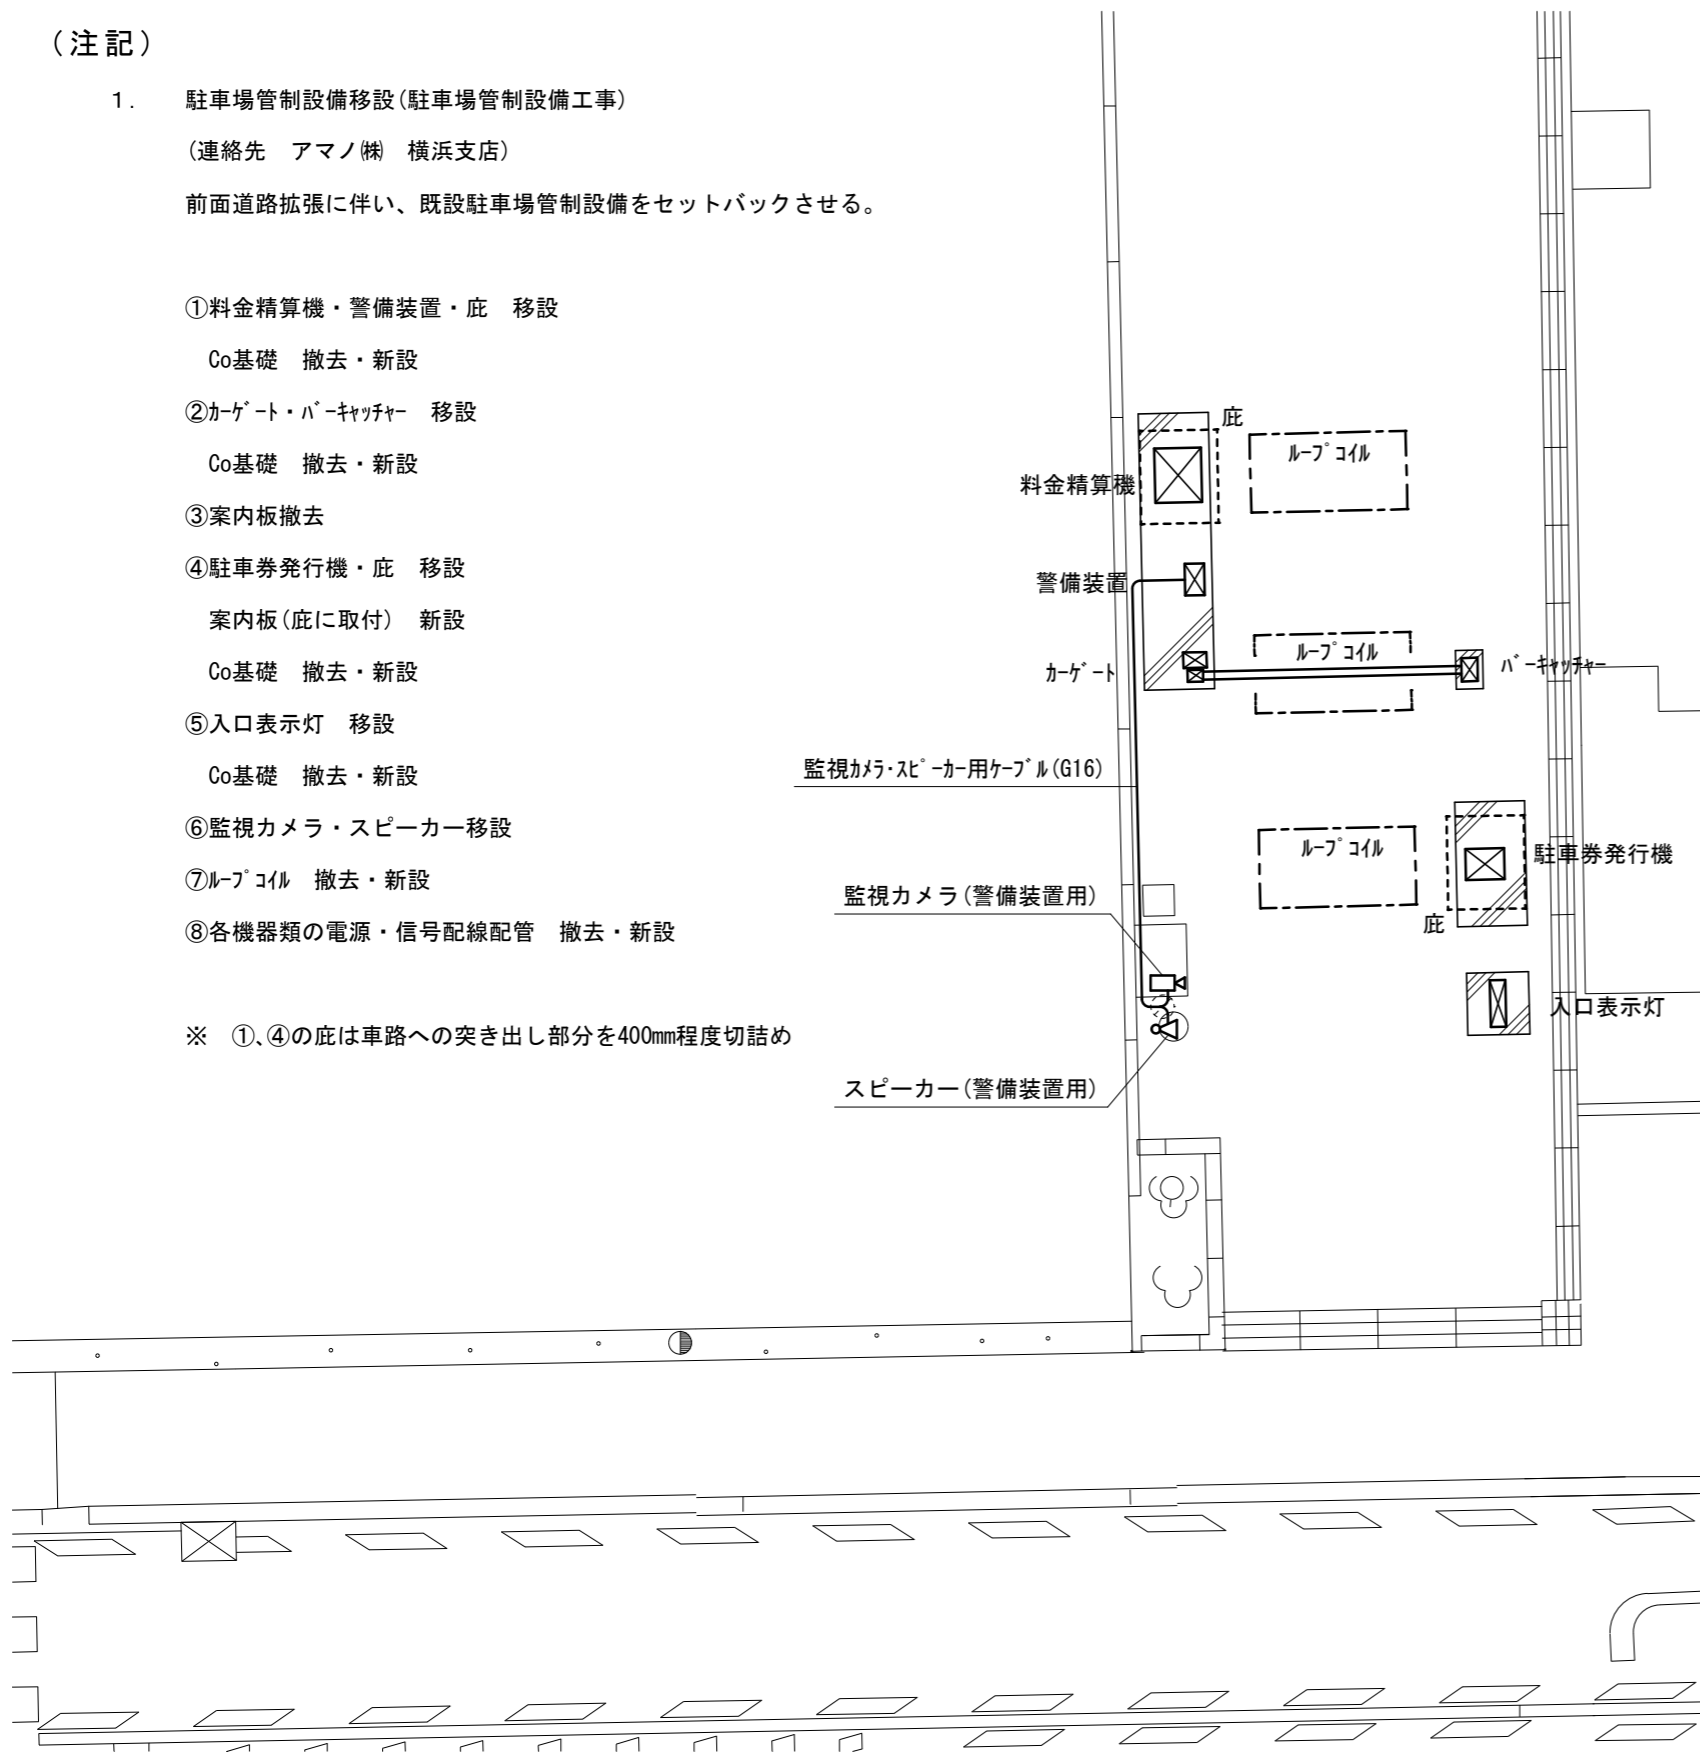 （注記）
１.　駐車場管制設備移設(駐車場管制設備工事)
(連絡先　アマノ㈱　横浜支店)
前面道路拡張に伴い、既設駐車場管制設備をセットバックさせる。
①料金精算機・警備装置・庇　移設
Co基礎　撤去・新設
②ｶｰｹﾞｰﾄ・ﾊﾞｰｷｬｯﾁｬｰ　移設
Co基礎　撤去・新設
③案内板撤去
④駐車券発行機・庇　移設
案内板(庇に取付)　新設
Co基礎　撤去・新設
⑤入口表示灯　移設
Co基礎　撤去・新設
⑥監視カメラ・スピーカー移設
⑦ﾙｰﾌﾟｺｲﾙ　撤去・新設
⑧各機器類の電源・信号配線配管　撤去・新設
※　①、④の庇は車路への突き出し部分を400mm程度切詰め
庇
ﾙｰﾌﾟｺｲﾙ
料金精算機
警備装置
ﾙｰﾌﾟｺｲﾙ
ｶｰｹﾞｰﾄ
ﾊﾞｰｷｬｯﾁｬｰ
監視ｶﾒﾗ･ｽﾋﾟｰｶｰ用ｹｰﾌﾞﾙ(G16)
ﾙｰﾌﾟｺｲﾙ
駐車券発行機
監視カメラ(警備装置用)
庇
入口表示灯
スピーカー(警備装置用)